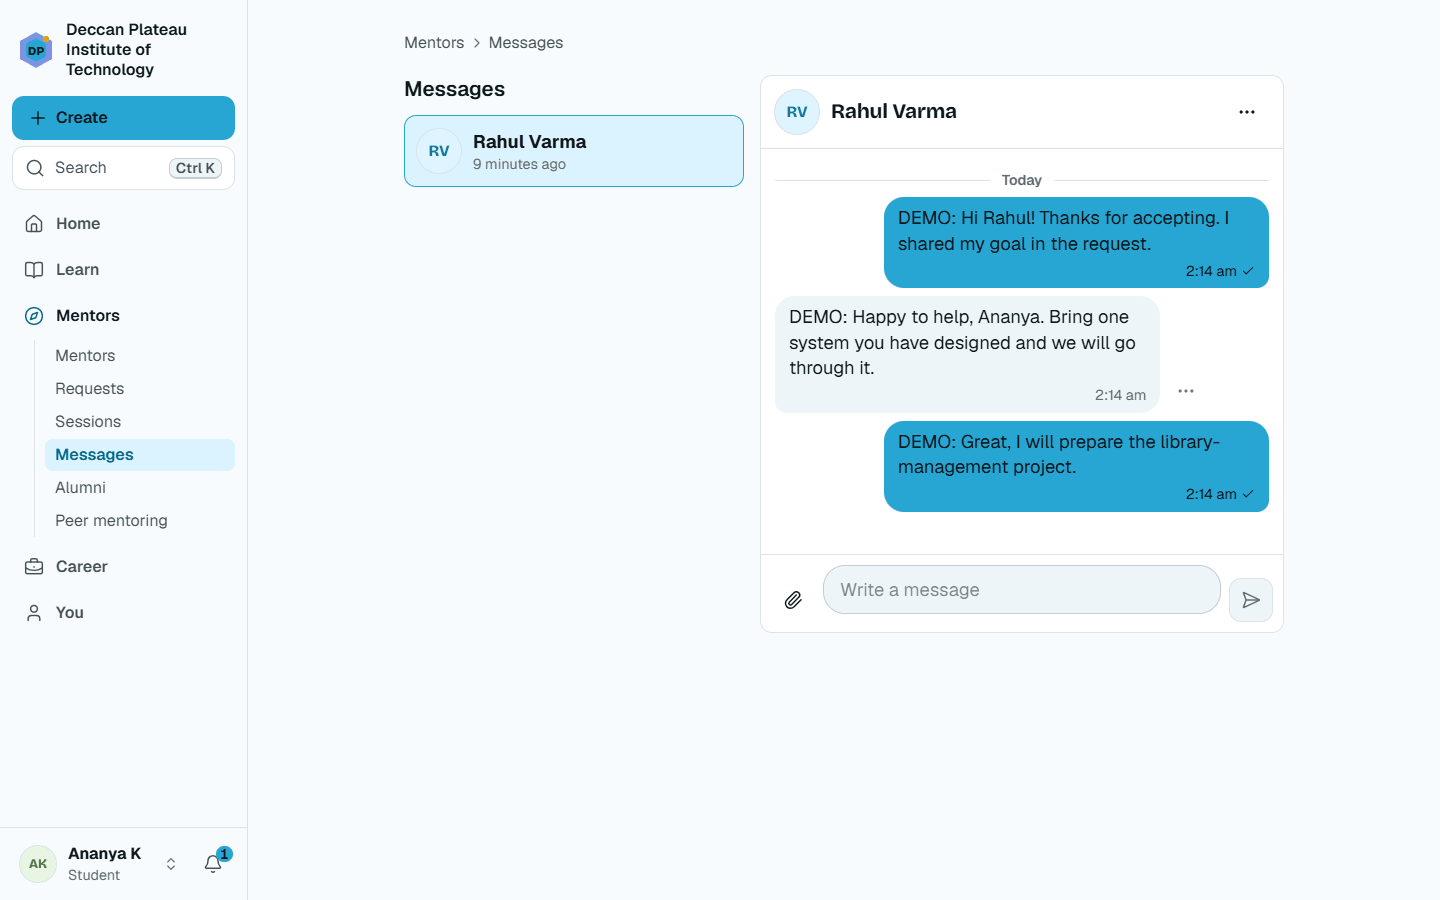 DP
Deccan Plateau
Institute of
Technology
Create
Search
Ctrl K
Home
Learn
Mentors
Mentors
Requests
Sessions
Messages
Alumni
Peer mentoring
Career
You
AK
Ananya K
Student
1
Mentors > Messages
Messages
RV
Rahul Varma
9 minutes ago
RV
Rahul Varma
Today
DEMO: Hi Rahul! Thanks for accepting. I
shared my goal in the request.
2:14 am
DEMO: Happy to help, Ananya. Bring one
system you have designed and we will go
through it.
2:14 am
DEMO: Great, I will prepare the library-
management project.
2:14 am
Write a message